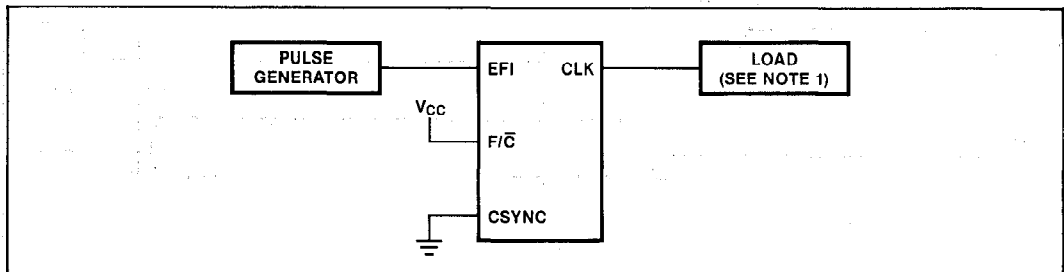 PULSE
GENERATOR
EFI
CLK
LOAD
(SEE NOTE 1)
VCC
F/C̅
CSYNC